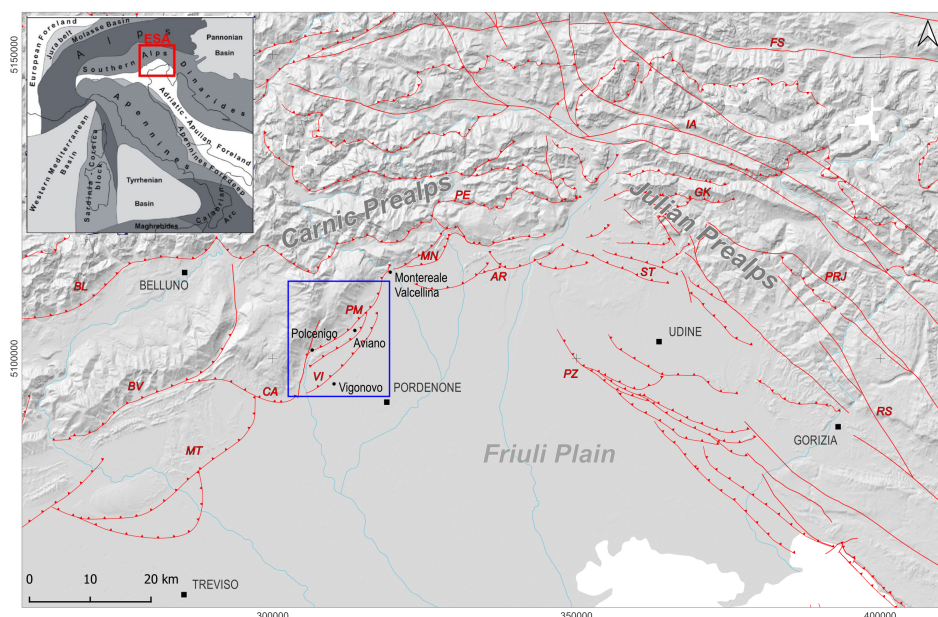 European Foreland
Jurabelt
Molasse Basin
Alps
Southern Alps
ESA
Pannonian
Basin
Dinarides
Adriatic - Apulian Foreland
Apennines
Apennines Foredeep
Western Mediterranean
Basin
Sardinia Corsica
block
Tyrrhenian
Basin
Calabrian
Arc
Maghrebides
5150000
5100000
FS
IA
GK
PE
Carnic Prealps
Julian Prealps
MN
AR
ST
PRJ
BL
BELLUNO
Montereale
Valcellina
PM
Polcenigo
Aviano
UDINE
VI
Vigonovo
PORDENONE
BV
CA
PZ
RS
GORIZIA
MT
Friuli Plain
0 10 20 km
TREVISO
300000
350000
400000